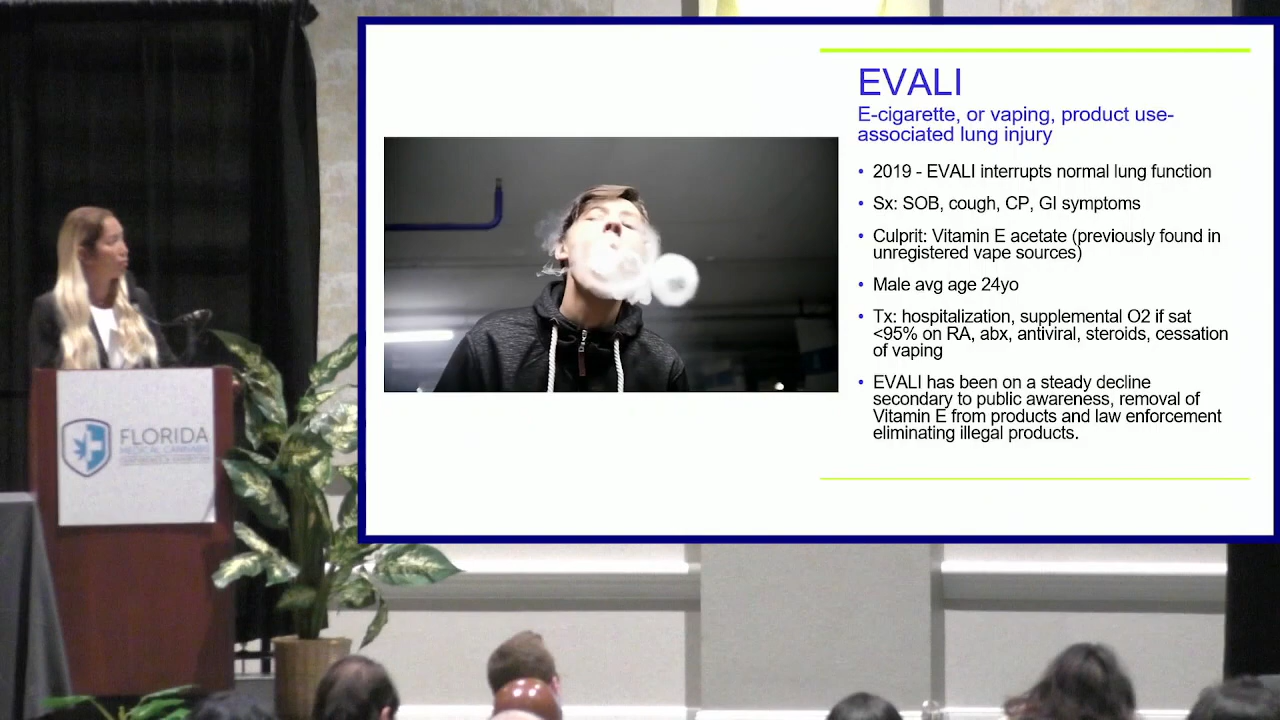 EVALI
E-cigarette, or vaping, product use-
associated lung injury
• 2019 - EVALI interrupts normal lung function
• Sx: SOB, cough, CP, GI symptoms
• Culprit: Vitamin E acetate (previously found in
unregistered vape sources)
• Male avg age 24yo
• Tx: hospitalization, supplemental O2 if sat
<95% on RA, abx, antiviral, steroids, cessation
of vaping
• EVALI has been on a steady decline
secondary to public awareness, removal of
Vitamin E from products and law enforcement
eliminating illegal products.
FLORIDA
MEDICAL CANNABIS